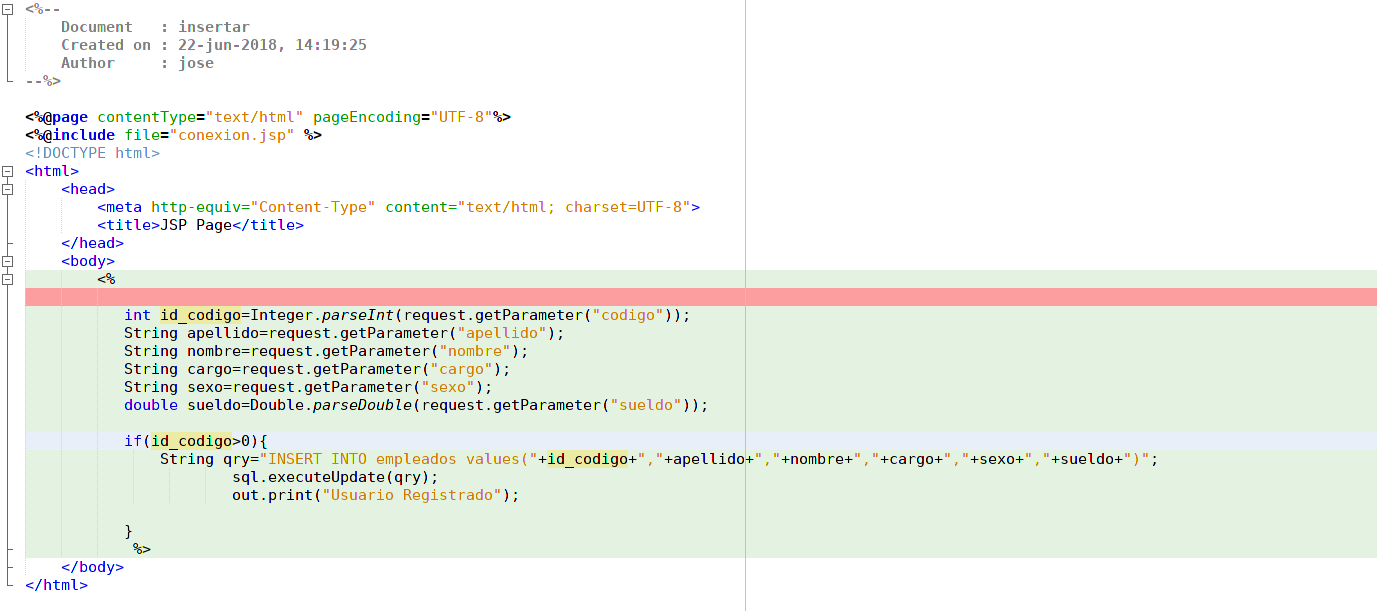 <%--
    Document   : insertar
    Created on : 22-jun-2018, 14:19:25
    Author     : jose
--%>

<%@page contentType="text/html" pageEncoding="UTF-8"%>
<%@include file="conexion.jsp" %>
<!DOCTYPE html>
<html>
    <head>
        <meta http-equiv="Content-Type" content="text/html; charset=UTF-8">
        <title>JSP Page</title>
    </head>
    <body>
        <%

           int id_codigo=Integer.parseInt(request.getParameter("codigo"));
           String apellido=request.getParameter("apellido");
           String nombre=request.getParameter("nombre");
           String cargo=request.getParameter("cargo");
           String sexo=request.getParameter("sexo");
           double sueldo=Double.parseDouble(request.getParameter("sueldo"));

           if(id_codigo>0){
               String qry="INSERT INTO empleados values("+id_codigo+","+apellido+","+nombre+","+cargo+","+sexo+","+sueldo+")";
                       sql.executeUpdate(qry);
                       out.print("Usuario Registrado");

           }
            %>
    </body>
</html>